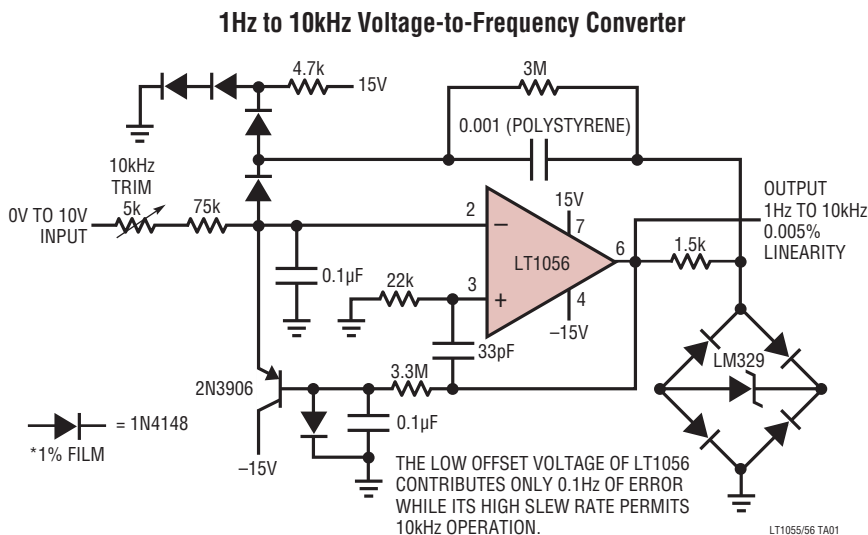 1Hz to 10kHz Voltage-to-Frequency Converter
4.7k
15V
3M
0.001 (POLYSTYRENE)
10kHz
TRIM
5k
75k
0V TO 10V
INPUT
2
–
15V
7
6
LT1056
OUTPUT
1Hz TO 10kHz
0.005%
LINEARITY
1.5k
0.1µF
22k
3
+
4
–15V
33pF
LM329
3.3M
2N3906
0.1µF
= 1N4148
*1% FILM
–15V
THE LOW OFFSET VOLTAGE OF LT1056
CONTRIBUTES ONLY 0.1Hz OF ERROR
WHILE ITS HIGH SLEW RATE PERMITS
10kHz OPERATION.
LT1055/56 TA01